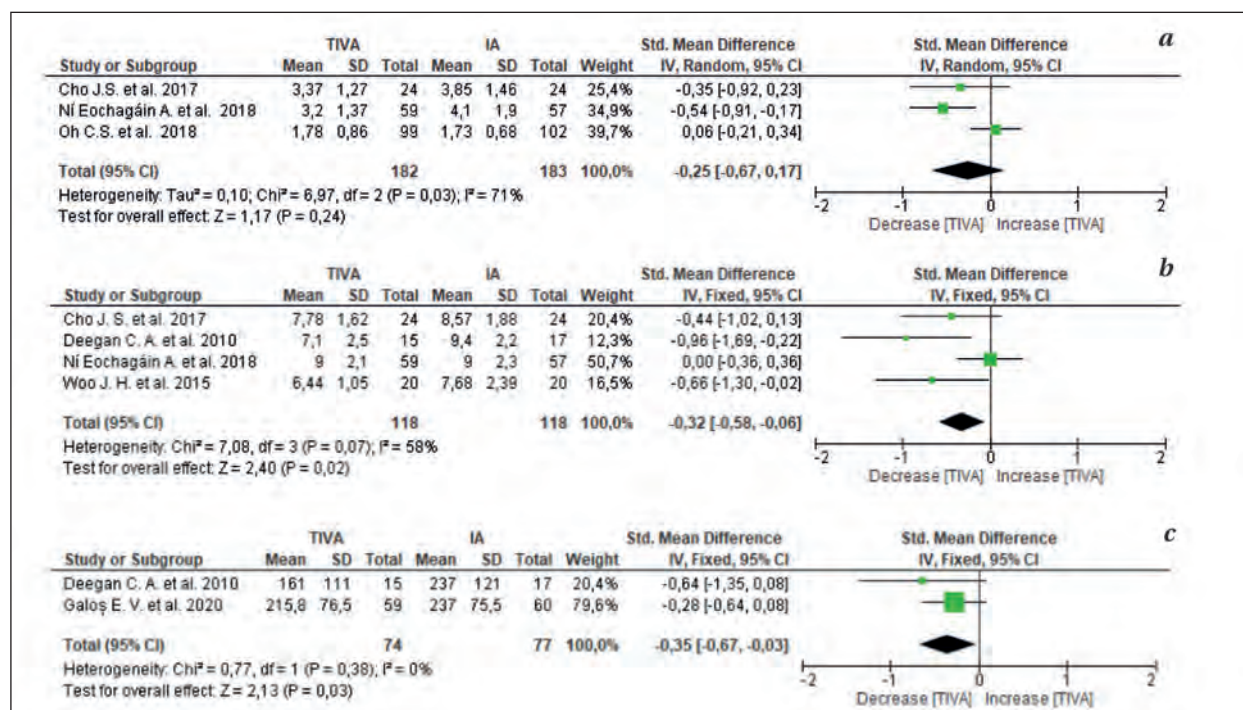 TIVA IA Std. Mean Difference Std. Mean Difference a
Study or Subgroup Mean SD Total Mean SD Total Weight IV, Random, 95% CI IV, Random, 95% CI
Cho J.S. et al. 2017 3,37 1,27 24 3,85 1,46 24 25,4% -0,35 [-0,92, 0,23]
Ní Eochagáin A. et al. 2018 3,2 1,37 59 4,1 1,9 57 34,9% -0,54 [-0,91, -0,17]
Oh C.S. et al. 2018 1,78 0,86 99 1,73 0,68 102 39,7% 0,06 [-0,21, 0,34]
Total (95% CI) 182 183 100,0% -0,25 [-0,67, 0,17]
Heterogeneity: Tau² = 0,10; Chi² = 6,97, df = 2 (P = 0,03); I² = 71%
Test for overall effect: Z = 1,17 (P = 0,24)
-2 -1 0 1 2
Decrease [TIVA] Increase [TIVA]
TIVA IA Std. Mean Difference Std. Mean Difference b
Study or Subgroup Mean SD Total Mean SD Total Weight IV, Fixed, 95% CI IV, Fixed, 95% CI
Cho J. S. et al. 2017 7,78 1,62 24 8,57 1,88 24 20,4% -0,44 [-1,02, 0,13]
Deegan C. A. et al. 2010 7,1 2,5 15 9,4 2,2 17 12,3% -0,96 [-1,69, -0,22]
Ní Eochagáin A. et al. 2018 9 2,1 59 9 2,3 57 50,7% 0,00 [-0,36, 0,36]
Woo J. H. et al. 2015 6,44 1,05 20 7,68 2,39 20 16,5% -0,66 [-1,30, -0,02]
Total (95% CI) 118 118 100,0% -0,32 [-0,58, -0,06]
Heterogeneity: Chi² = 7,08, df = 3 (P = 0,07); I² = 58%
Test for overall effect: Z = 2,40 (P = 0,02)
-2 -1 0 1 2
Decrease [TIVA] Increase [TIVA]
TIVA IA Std. Mean Difference Std. Mean Difference c
Study or Subgroup Mean SD Total Mean SD Total Weight IV, Fixed, 95% CI IV, Fixed, 95% CI
Deegan C. A. et al. 2010 161 111 15 237 121 17 20,4% -0,64 [-1,35, 0,08]
Galoş E. V. et al. 2020 215,8 76,5 59 237 75,5 60 79,6% -0,28 [-0,64, 0,08]
Total (95% CI) 74 77 100,0% -0,35 [-0,67, -0,03]
Heterogeneity: Chi² = 0,77, df = 1 (P = 0,38); I² = 0%
Test for overall effect: Z = 2,13 (P = 0,03)
-2 -1 0 1 2
Decrease [TIVA] Increase [TIVA]